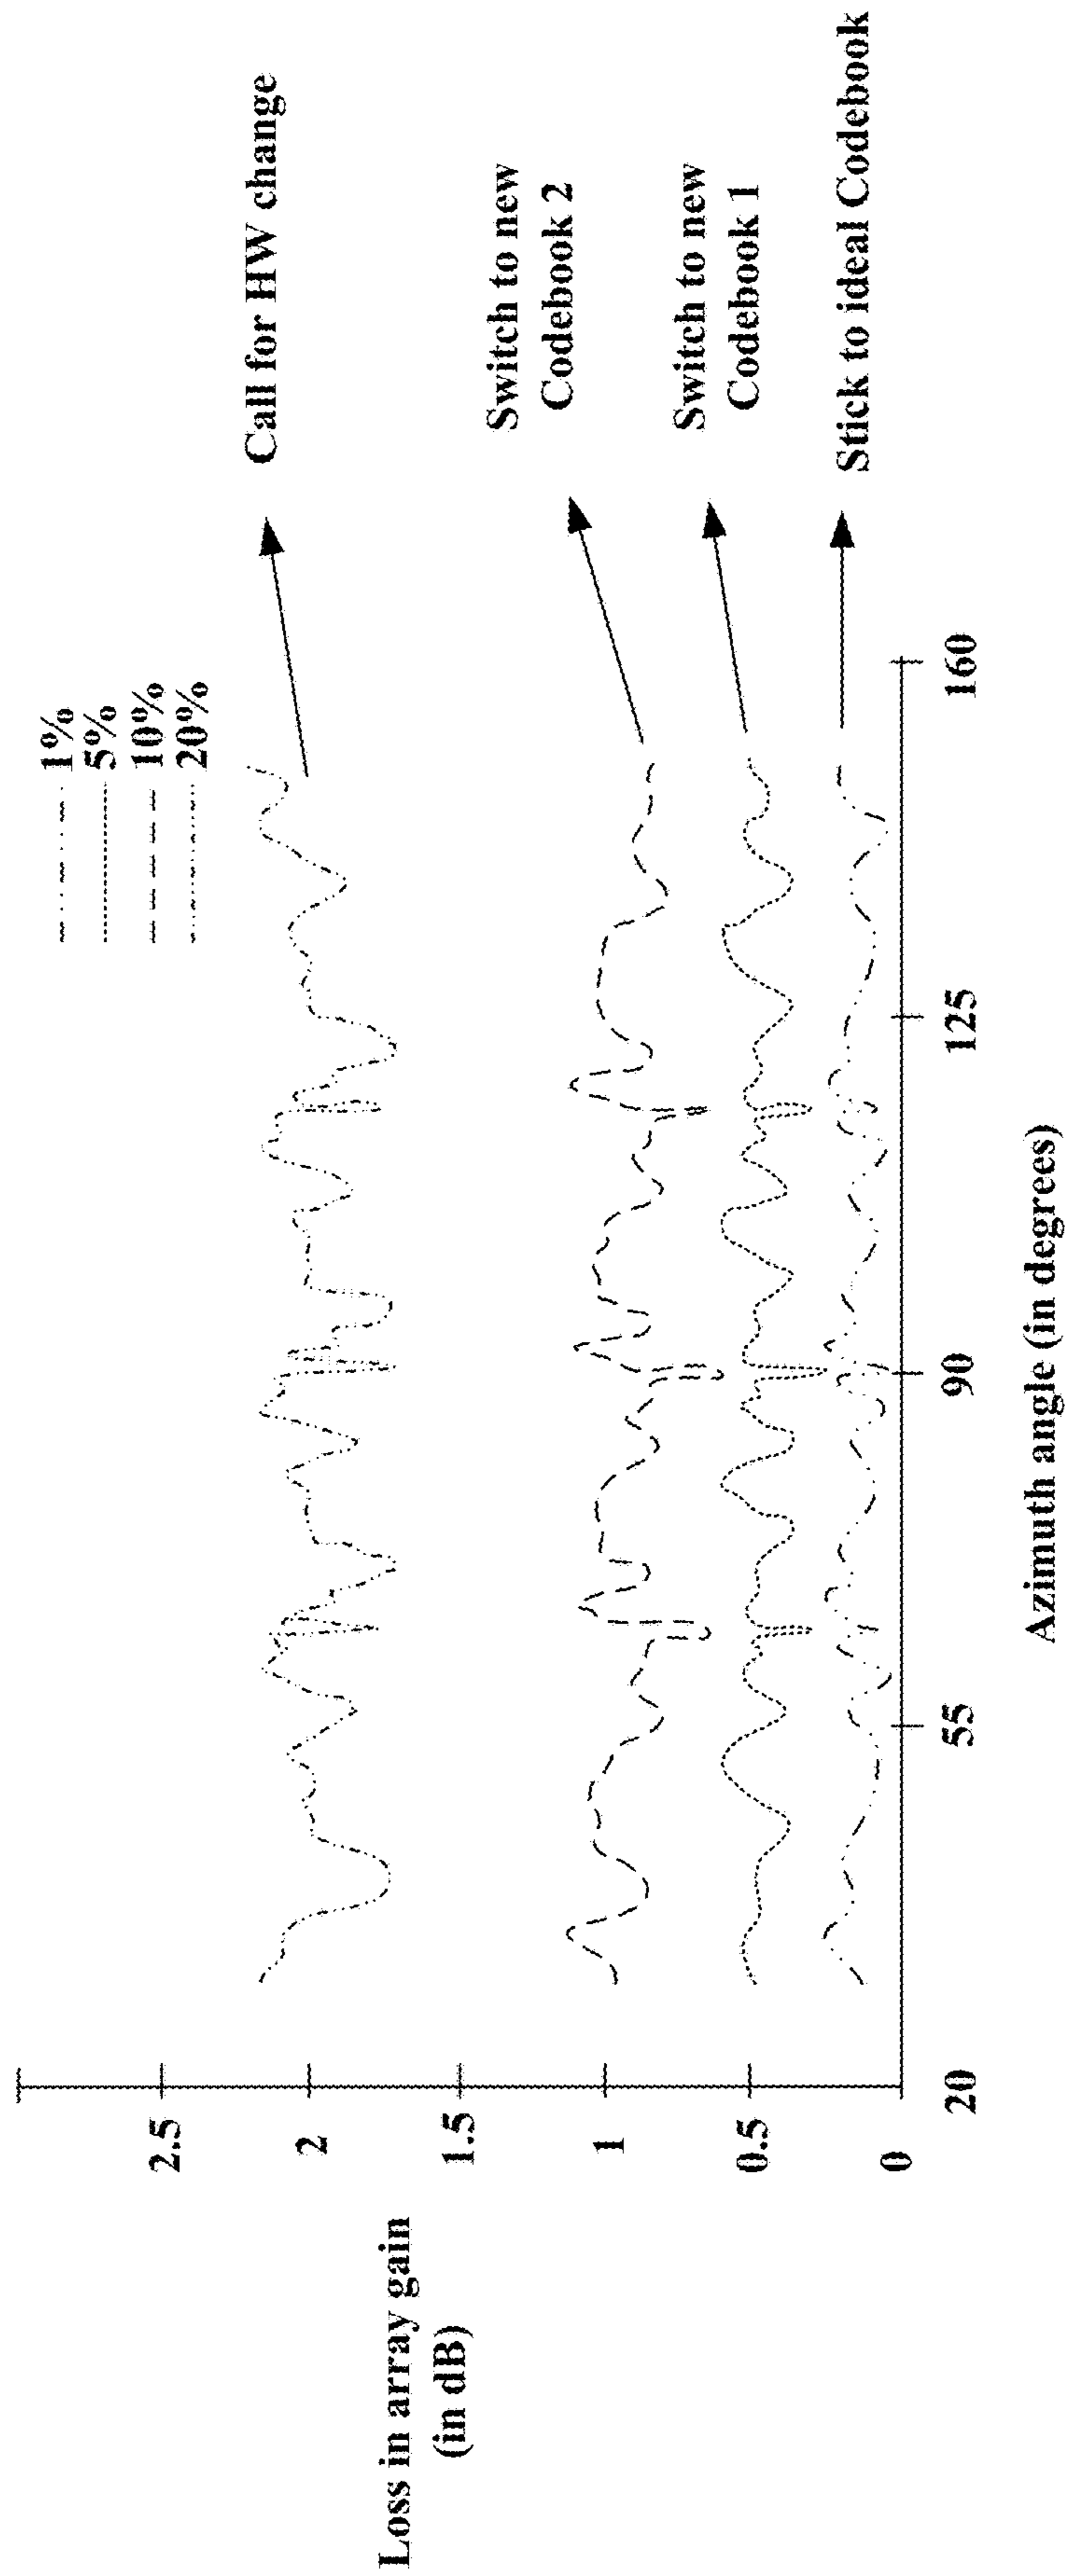 1%
5%
10%
20%
Call for HW change
Switch to new
Codebook 2
Switch to new
Codebook 1
Stick to ideal Codebook
Loss in array gain
(in dB)
2.5
2
1.5
1
0.5
0
20
55
90
125
160
Azimuth angle (in degrees)